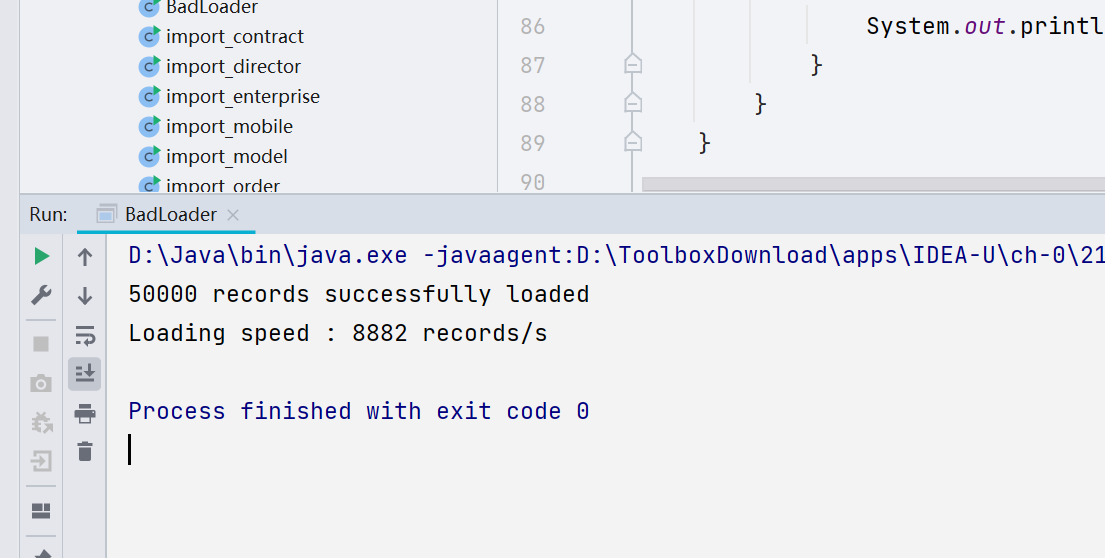 BadLoader
import_contract
import_director
import_enterprise
import_mobile
import_model
import_order
86 System.out.printl
87 }
88 }
89 }
90
Run: BadLoader
D:\Java\bin\java.exe -javaagent:D:\ToolboxDownload\apps\IDEA-U\ch-0\21
50000 records successfully loaded
Loading speed : 8882 records/s
Process finished with exit code 0